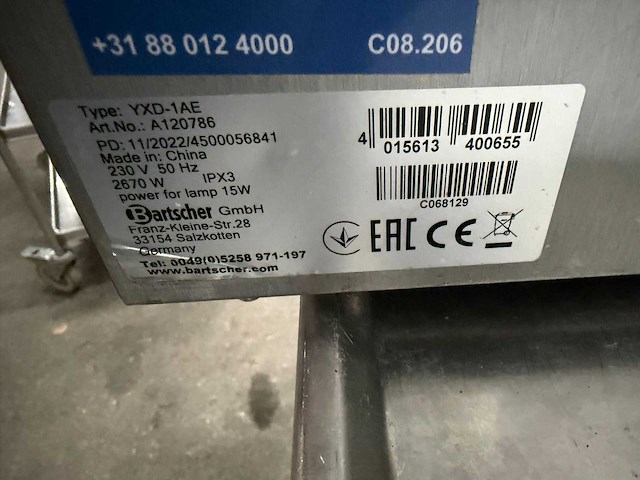 +31 88 012 4000 C08.206
Type: YXD-1AE
Art.No.: A120786
PD: 11/2022/4500056841
Made in: China
230 V 50 Hz
2670 W IPX3
power for lamp 15W
Bartscher GmbH
Franz-Kleine-Str.28
33154 Salzkotten
Germany
Tel: 0049(0)5258 971-197
www.bartscher.com
4 015613 400655
C068129
EAC CE